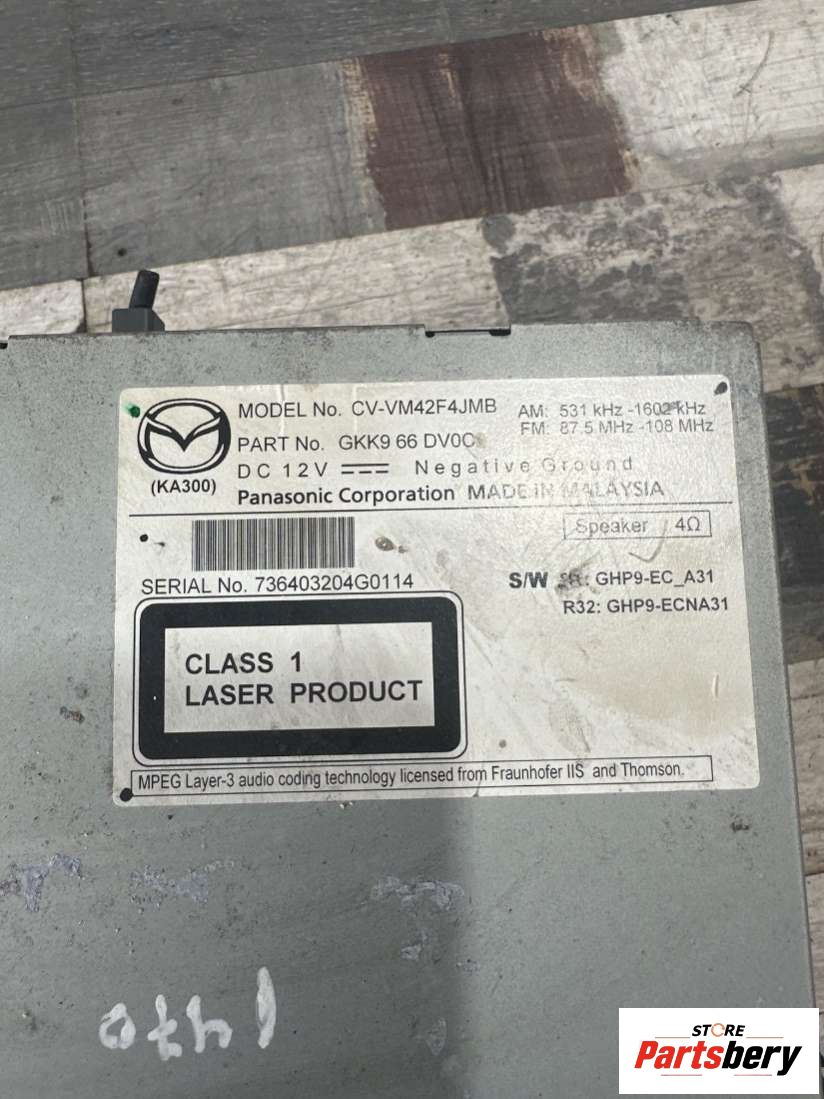 MODEL No. CV-VM42F4JMB
AM: 531 kHz -1602 kHz
FM: 87.5 MHz -108 MHz
PART No. GKK9 66 DV0C
DC 12V Negative Ground
(KA300)
Panasonic Corporation MADE IN MALAYSIA
Speaker 4Ω
SERIAL No. 736403204G0114
S/W GHP9-EC_A31
R32: GHP9-ECNA31
CLASS 1
LASER PRODUCT
MPEG Layer-3 audio coding technology licensed from Fraunhofer IIS and Thomson.
STORE
Partsbery